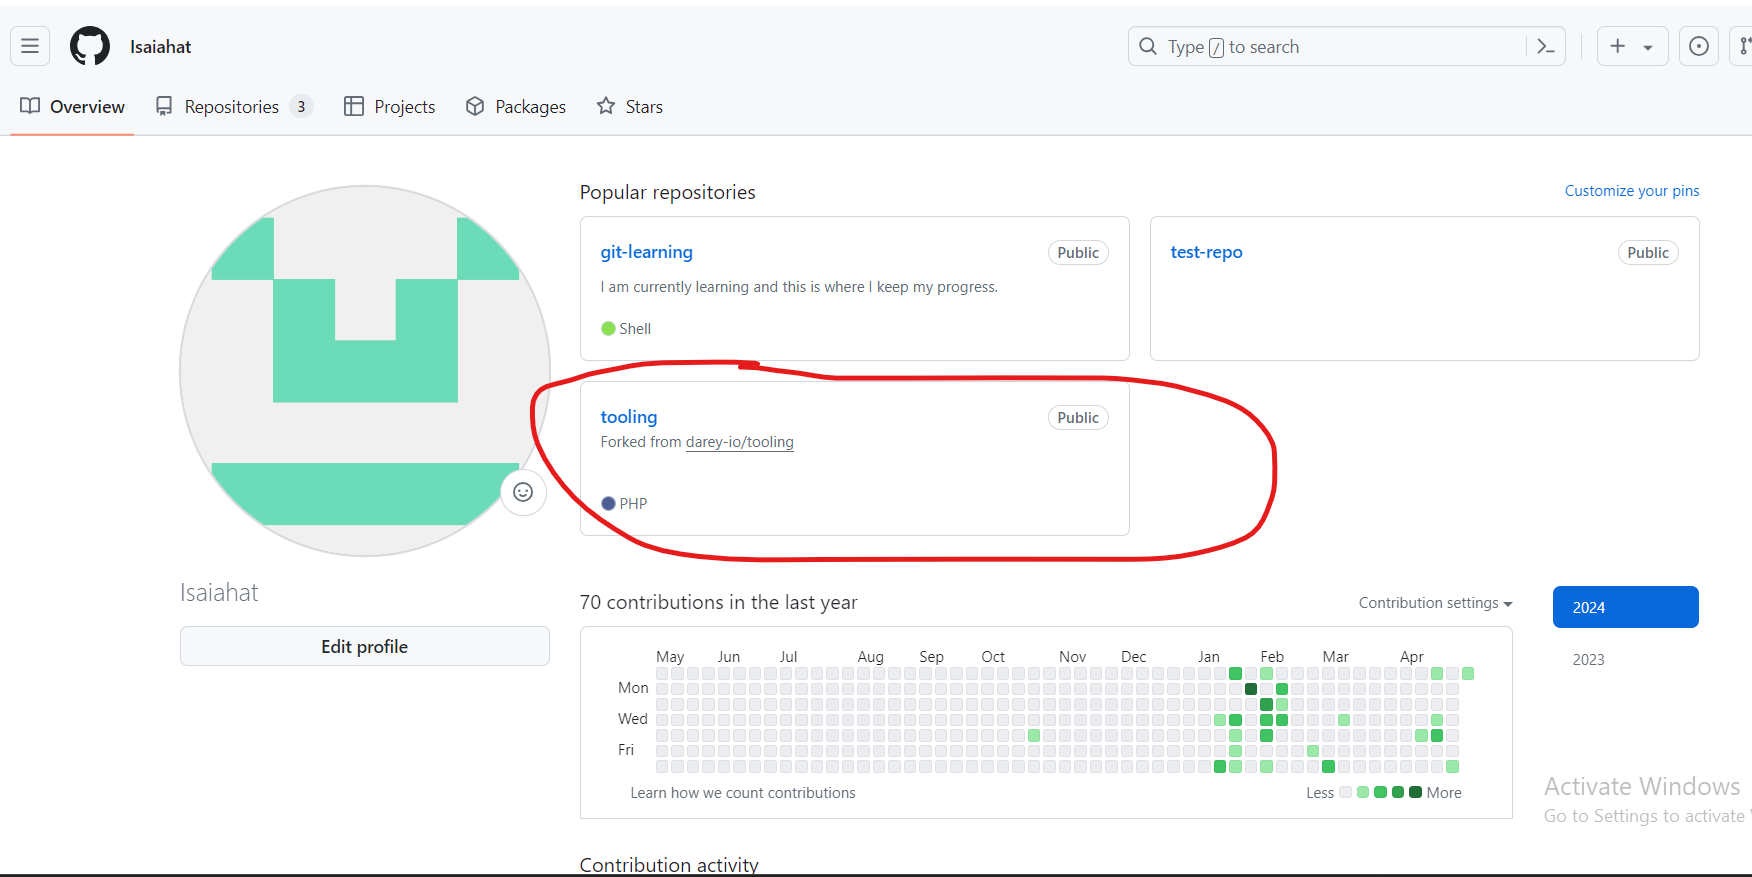 Isaiahat
Type / to search
Overview Repositories 3 Projects Packages Stars
Popular repositories Customize your pins
git-learning Public
I am currently learning and this is where I keep my progress.
Shell
test-repo Public
tooling Public
Forked from darey-io/tooling
PHP
Isaiahat
Edit profile
70 contributions in the last year Contribution settings
2024
2023
May Jun Jul Aug Sep Oct Nov Dec Jan Feb Mar Apr
Mon
Wed
Fri
Learn how we count contributions Less More
Activate Windows
Go to Settings to activate
Contribution activity